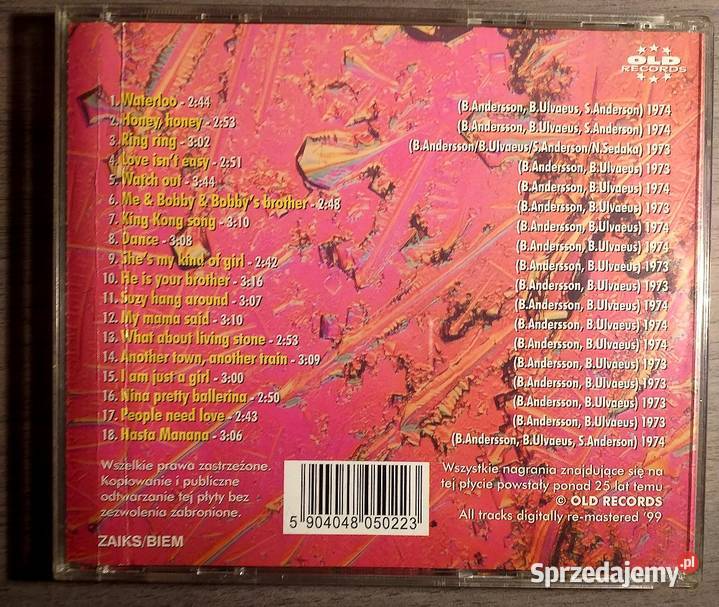 OLD
RECORDS
1. Waterloo - 2:44 (B.Andersson, B.Ulvaeus, S.Anderson) 1974
2. Honey, honey - 2:53 (B.Andersson, B.Ulvaeus, S.Anderson) 1974
3. Ring ring - 3:02 (B.Andersson/B.Ulvaeus/S.Anderson/N.Sedaka) 1973
4. Love isn't easy - 2:51 (B.Andersson, B.Ulvaeus) 1973
5. Watch out - 3:44 (B.Andersson, B.Ulvaeus) 1974
6. Me & Bobby & Bobby's brother - 2:48 (B.Andersson, B.Ulvaeus) 1973
7. King Kong song - 3:10 (B.Andersson, B.Ulvaeus) 1974
8. Dance - 3:08 (B.Andersson, B.Ulvaeus) 1974
9. She's my kind of girl - 2:42 (B.Andersson, B.Ulvaeus) 1973
10. He is your brother - 3:16 (B.Andersson, B.Ulvaeus) 1973
11. Suzy hang around - 3:07 (B.Andersson, B.Ulvaeus) 1974
12. My mama said - 3:10 (B.Andersson, B.Ulvaeus) 1974
13. What about living stone - 2:53 (B.Andersson, B.Ulvaeus) 1974
14. Another town, another train - 3:09 (B.Andersson, B.Ulvaeus) 1973
15. I am just a girl - 3:00 (B.Andersson, B.Ulvaeus) 1973
16. Nina pretty ballerina - 2:50 (B.Andersson, B.Ulvaeus) 1973
17. People need love - 2:43 (B.Andersson, B.Ulvaeus) 1973
18. Hasta Manana - 3:06 (B.Andersson, B.Ulvaeus, S.Anderson) 1974
Wszelkie prawa zastrzeżone.
Kopiowanie i publiczne
odtwarzanie tej płyty bez
zezwolenia zabronione.
ZAIKS/BIEM
5 904048 050223
Wszystkie nagrania znajdujące się na
tej płycie powstały ponad 25 lat temu
© OLD RECORDS
All tracks digitally re-mastered '99
Sprzedajemy.pl